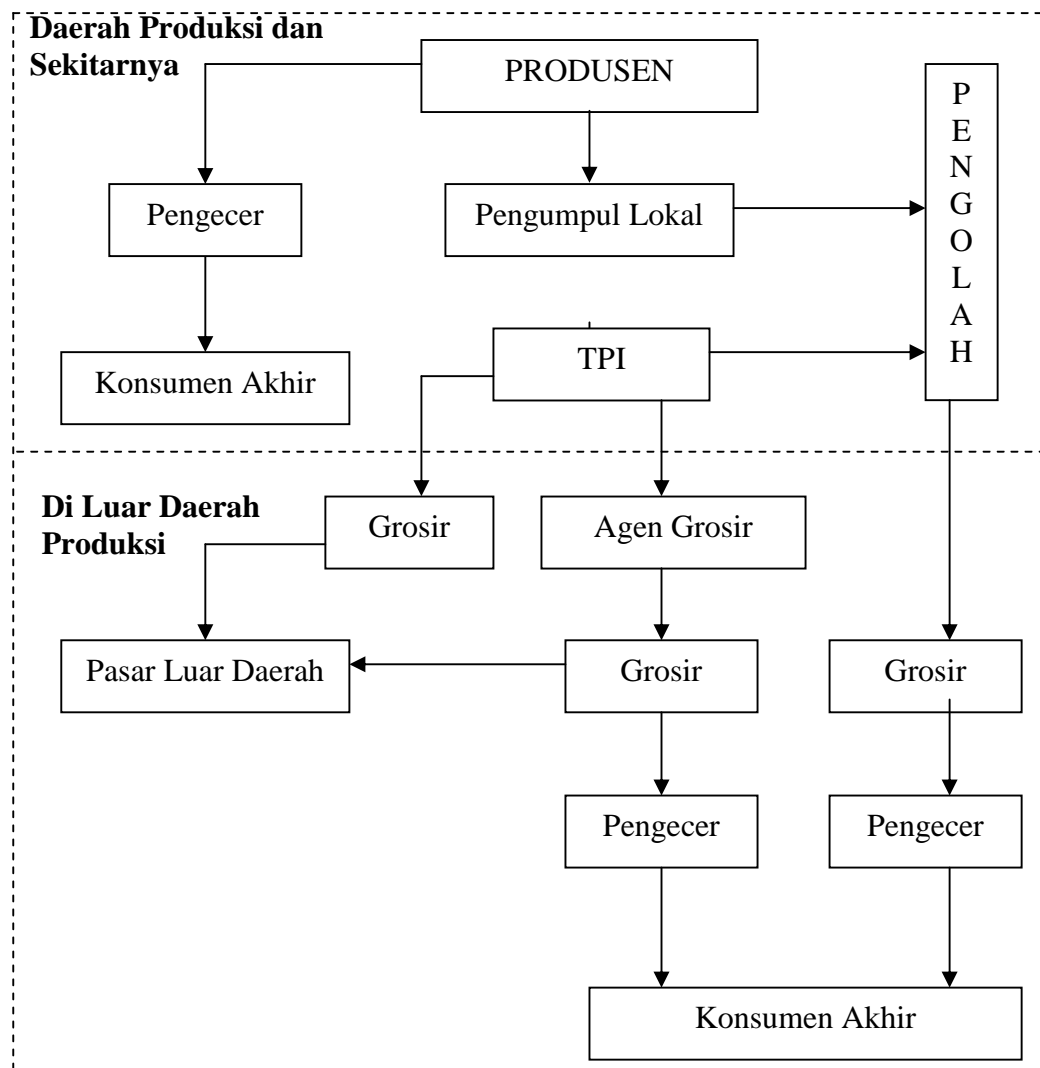 Daerah Produksi dan
Sekitarnya
PRODUSEN
P
E
N
G
O
L
A
H
Pengecer
Pengumpul Lokal
TPI
Konsumen Akhir
Di Luar Daerah
Produksi
Grosir
Agen Grosir
Pasar Luar Daerah
Grosir
Grosir
Pengecer
Pengecer
Konsumen Akhir